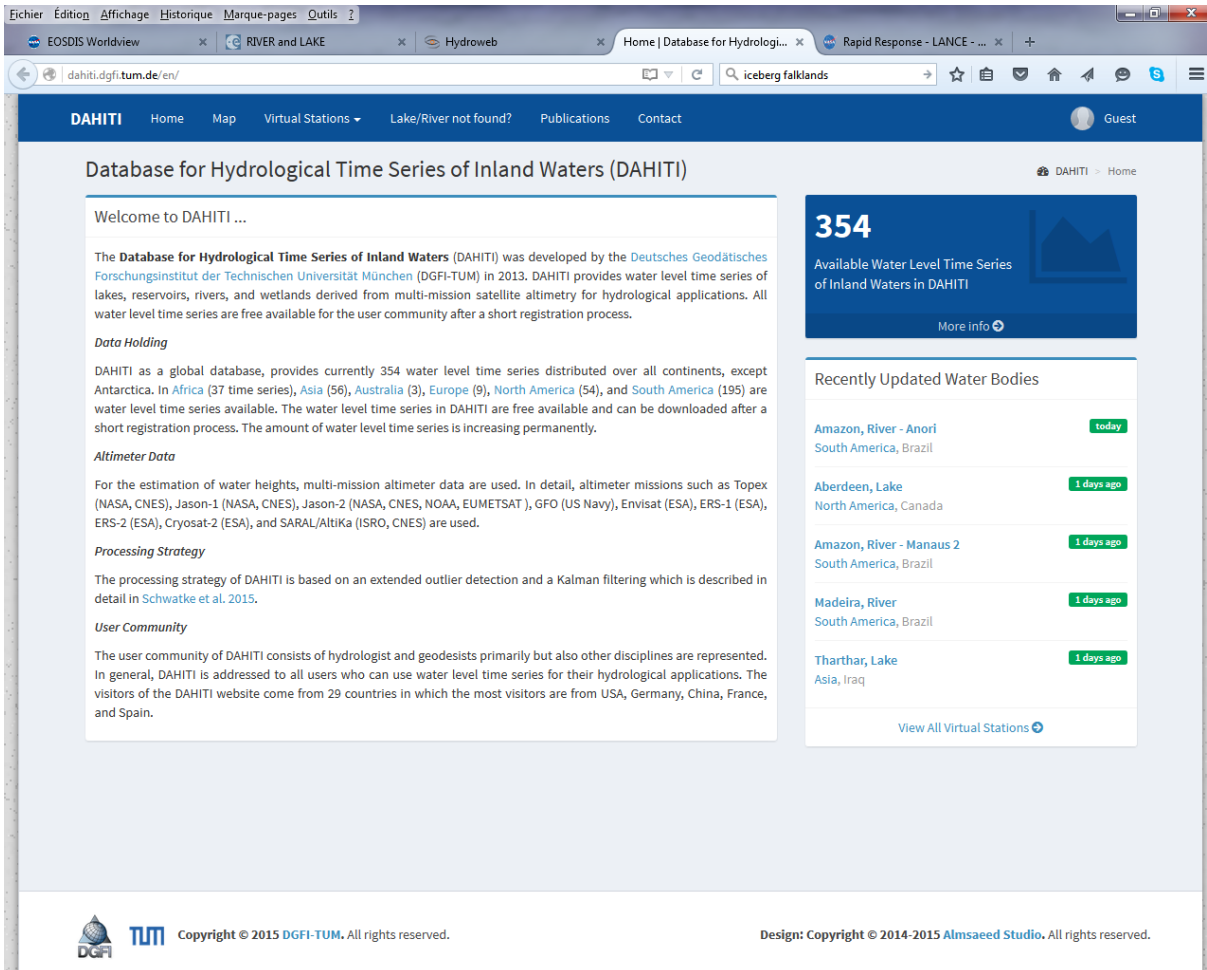 Fichier Édition Affichage Historique Marque-pages Outils ?
EOSDIS Worldview
RIVER and LAKE
Hydroweb
Home | Database for Hydrologi...
Rapid Response - LANCE - ...
dahiti.dgfi.tum.de/en/
iceberg falklands
DAHITI Home Map Virtual Stations Lake/River not found? Publications Contact
Guest
Database for Hydrological Time Series of Inland Waters (DAHITI)
DAHITI > Home
Welcome to DAHITI ...
The Database for Hydrological Time Series of Inland Waters (DAHITI) was developed by the Deutsches Geodätisches
Forschungsinstitut der Technischen Universität München (DGFI-TUM) in 2013. DAHITI provides water level time series of
lakes, reservoirs, rivers, and wetlands derived from multi-mission satellite altimetry for hydrological applications. All
water level time series are free available for the user community after a short registration process.
Data Holding
DAHITI as a global database, provides currently 354 water level time series distributed over all continents, except
Antarctica. In Africa (37 time series), Asia (56), Australia (3), Europe (9), North America (54), and South America (195) are
water level time series available. The water level time series in DAHITI are free available and can be downloaded after a
short registration process. The amount of water level time series is increasing permanently.
Altimeter Data
For the estimation of water heights, multi-mission altimeter data are used. In detail, altimeter missions such as Topex
(NASA, CNES), Jason-1 (NASA, CNES), Jason-2 (NASA, CNES, NOAA, EUMETSAT ), GFO (US Navy), Envisat (ESA), ERS-1 (ESA),
ERS-2 (ESA), Cryosat-2 (ESA), and SARAL/AltiKa (ISRO, CNES) are used.
Processing Strategy
The processing strategy of DAHITI is based on an extended outlier detection and a Kalman filtering which is described in
detail in Schwatke et al. 2015.
User Community
The user community of DAHITI consists of hydrologist and geodesists primarily but also other disciplines are represented.
In general, DAHITI is addressed to all users who can use water level time series for their hydrological applications. The
visitors of the DAHITI website come from 29 countries in which the most visitors are from USA, Germany, China, France,
and Spain.
354
Available Water Level Time Series
of Inland Waters in DAHITI
More info
Recently Updated Water Bodies
Amazon, River - Anori today
South America, Brazil
Aberdeen, Lake 1 days ago
North America, Canada
Amazon, River - Manaus 2 1 days ago
South America, Brazil
Madeira, River 1 days ago
South America, Brazil
Tharthar, Lake 1 days ago
Asia, Iraq
View All Virtual Stations
DGFI TUM Copyright © 2015 DGFI-TUM. All rights reserved.
Design: Copyright © 2014-2015 Almsaeed Studio. All rights reserved.